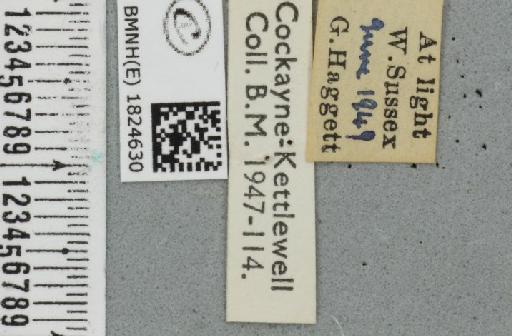 At light
W. Sussex
June 1949
G. Haggett
Cockayne-Kettlewell
Coll. B.M. 1947-114.
BMNH(E) 1824630
123456789 123456789